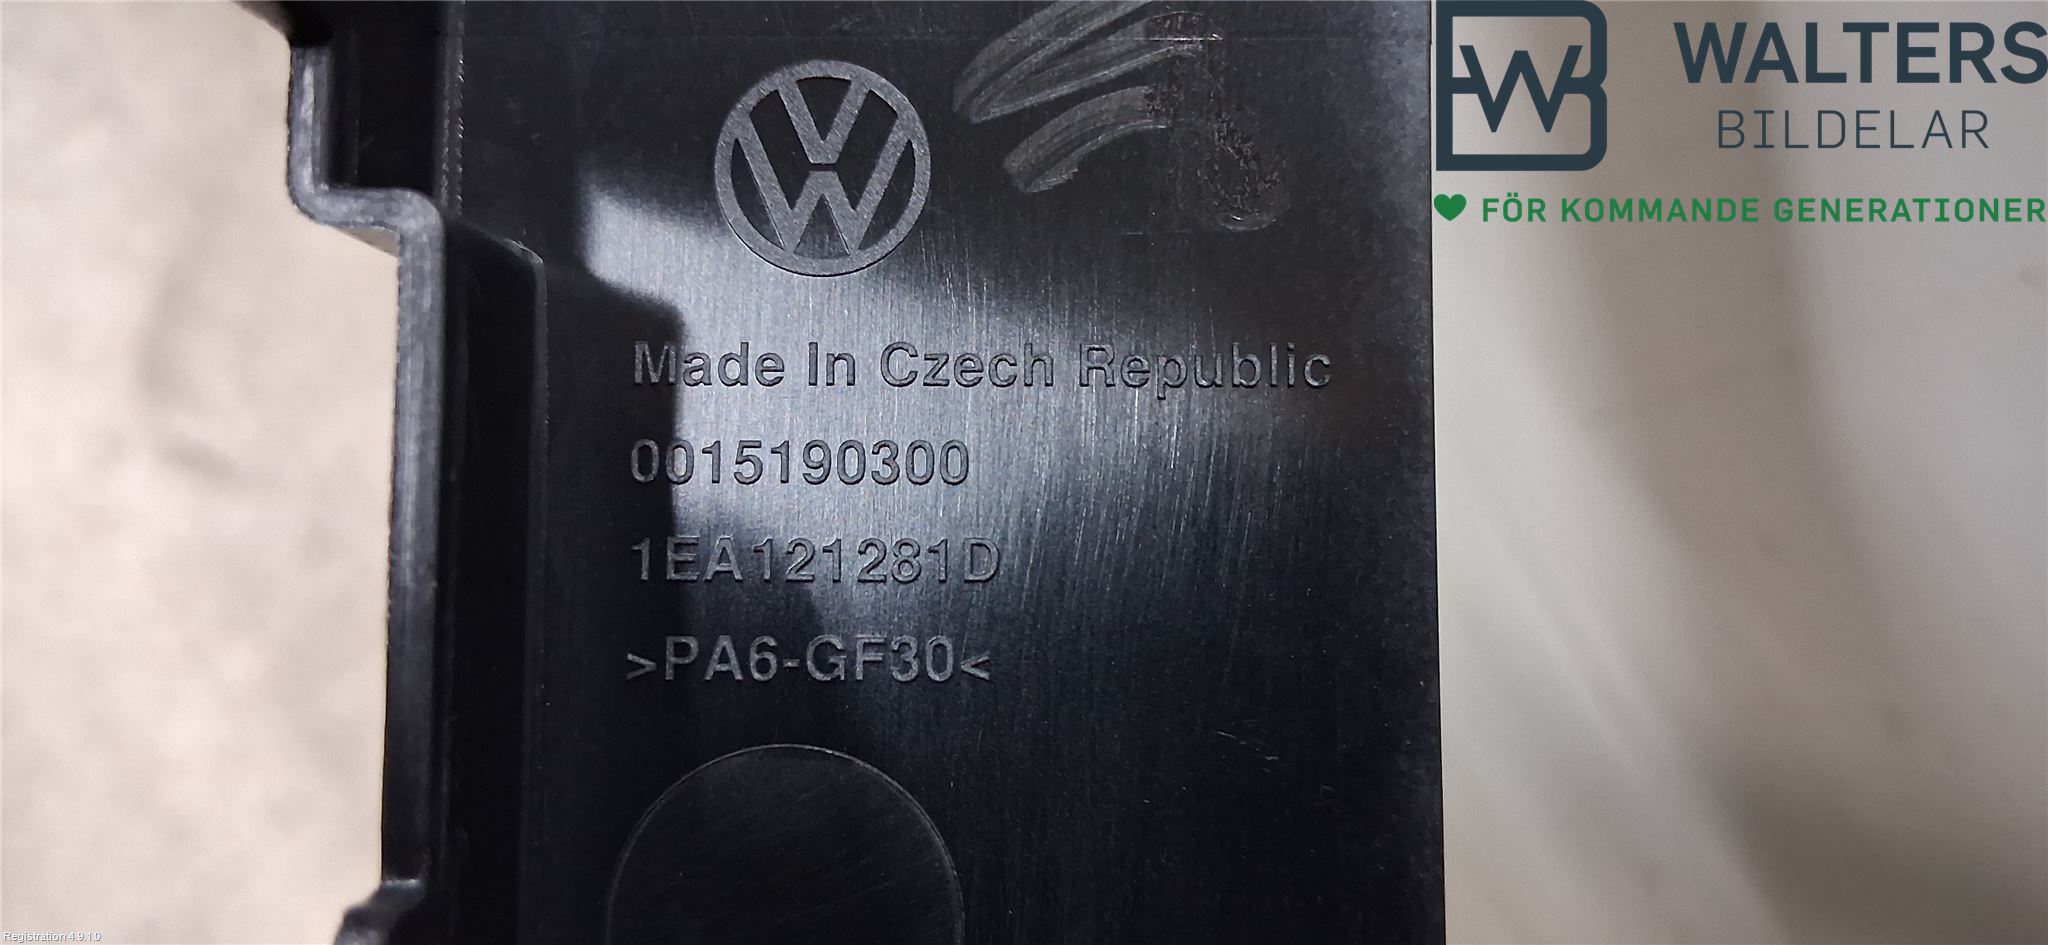 WALTERS
BILDELAR
FÖR KOMMANDE GENERATIONER
Made In Czech Republic
0015190300
1EA121281D
>PA6-GF30<
Registration 4.9.1.0